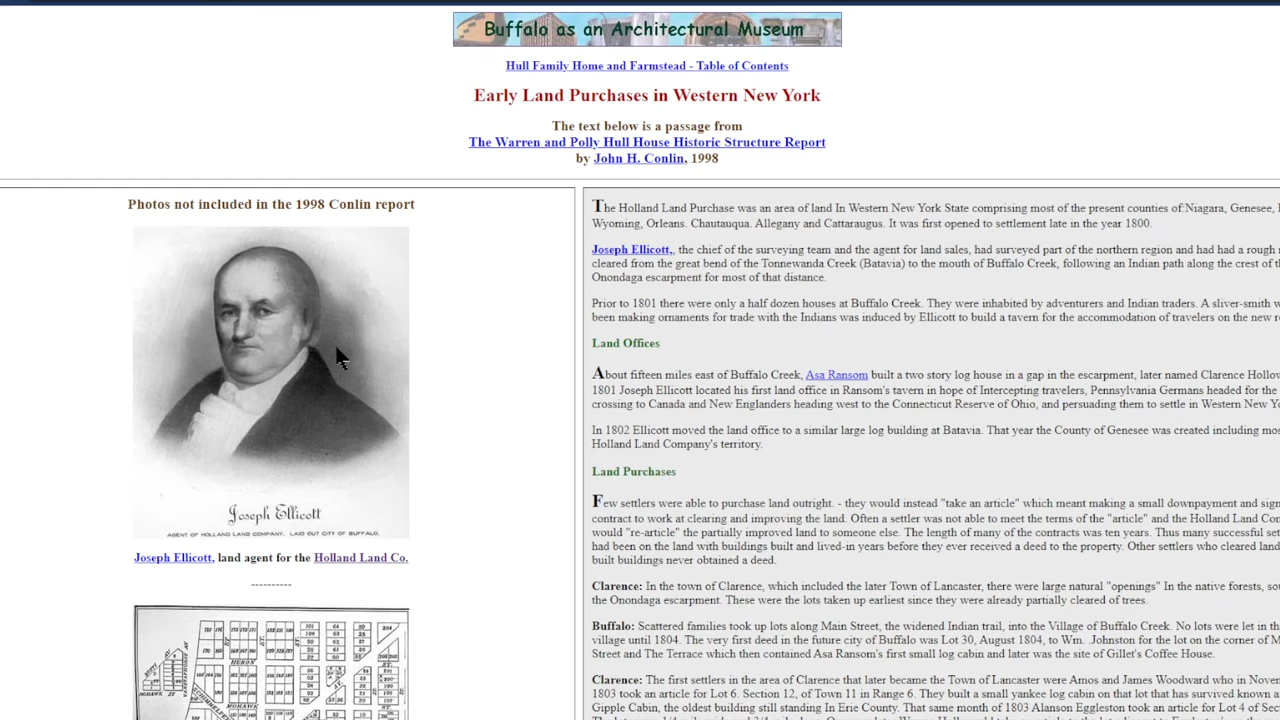 Buffalo as an Architectural Museum
Hull Family Home and Farmstead - Table of Contents
Early Land Purchases in Western New York
The text below is a passage from
The Warren and Polly Hull House Historic Structure Report
by John H. Conlin, 1998
Photos not included in the 1998 Conlin report
Joseph Ellicott
AGENT OF HOLLAND LAND COMPANY. LAID OUT CITY OF BUFFALO.
Joseph Ellicott, land agent for the Holland Land Co.
----------
HURON
MOHAWK
MOHAWK ST
The Holland Land Purchase was an area of land In Western New York State comprising most of the present counties of:Niagara, Genesee,
Wyoming, Orleans. Chautauqua. Allegany and Cattaraugus. It was first opened to settlement late in the year 1800.
Joseph Ellicott,, the chief of the surveying team and the agent for land sales, had surveyed part of the northern region and had had a rough
cleared from the great bend of the Tonnewanda Creek (Batavia) to the mouth of Buffalo Creek, following an Indian path along the crest of
Onondaga escarpment for most of that distance.
Prior to 1801 there were only a half dozen houses at Buffalo Creek. They were inhabited by adventurers and Indian traders. A sliver-smith
been making ornaments for trade with the Indians was induced by Ellicott to build a tavern for the accommodation of travelers on the new
Land Offices
About fifteen miles east of Buffalo Creek, Asa Ransom built a two story log house in a gap in the escarpment, later named Clarence
1801 Joseph Ellicott located his first land office in Ransom's tavern in hope of Intercepting travelers, Pennsylvania Germans headed for the
crossing to Canada and New Englanders heading west to the Connecticut Reserve of Ohio, and persuading them to settle in Western New
In 1802 Ellicott moved the land office to a similar large log building at Batavia. That year the County of Genesee was created including
Holland Land Company's territory.
Land Purchases
Few settlers were able to purchase land outright. - they would instead "take an article" which meant making a small downpayment and
contract to work at clearing and improving the land. Often a settler was not able to meet the terms of the "article" and the Holland Land
would "re-article" the partially improved land to someone else. The length of many of the contracts was ten years. Thus many successful
had been on the land with buildings built and lived-in years before they ever received a deed to the property. Other settlers who cleared
built buildings never obtained a deed.
Clarence: In the town of Clarence, which included the later Town of Lancaster, there were large natural "openings" In the native forests,
the Onondaga escarpment. These were the lots taken up earliest since they were already partially cleared of trees.
Buffalo: Scattered families took up lots along Main Street, the widened Indian trail, into the Village of Buffalo Creek. No lots were let in
village until 1804. The very first deed in the future city of Buffalo was Lot 30, August 1804, to Wm. Johnston for the lot on the corner of
Street and The Terrace which then contained Asa Ransom's first small log cabin and later was the site of Gillet's Coffee House.
Clarence: The first settlers in the area of Clarence that later became the Town of Lancaster were Amos and James Woodward who in
1803 took an article for Lot 6. Section 12, of Town 11 in Range 6. They built a small yankee log cabin on that lot that has survived known
Gipple Cabin, the oldest building still standing In Erie County. That same month of 1803 Alanson Eggleston took an article for Lot 4 of